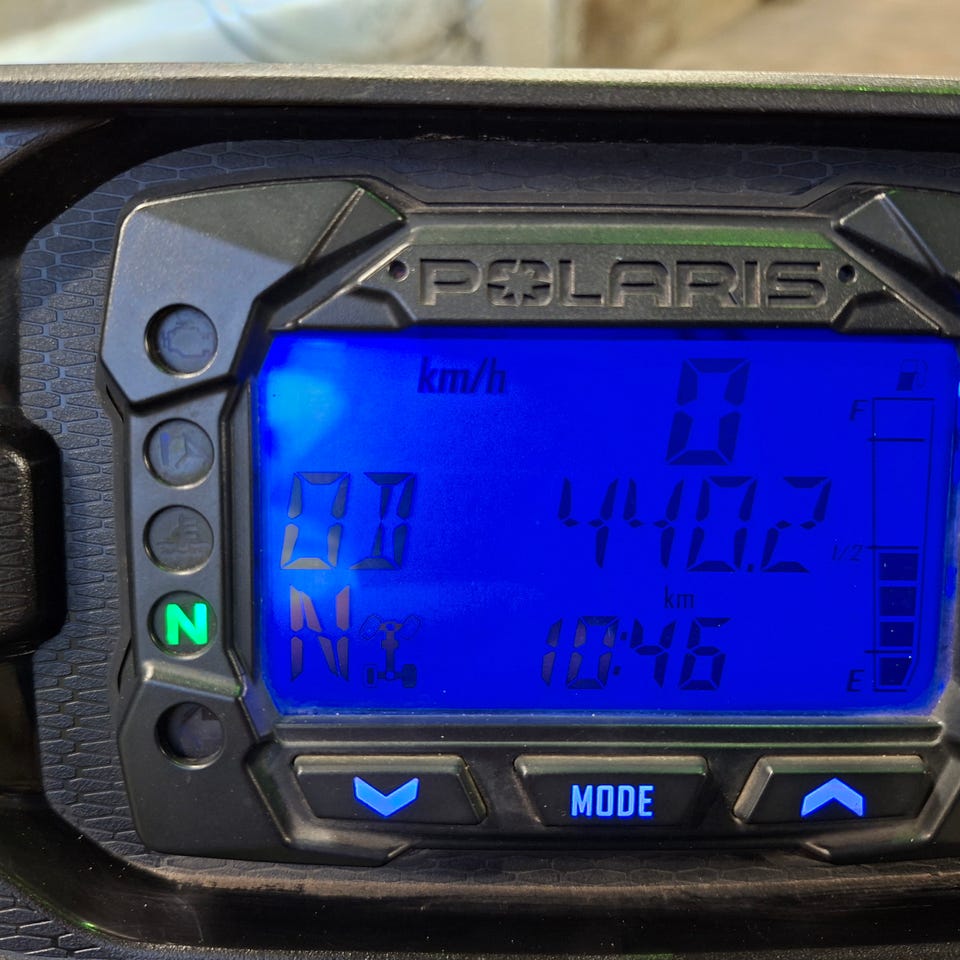 POLARIS
km/h 0
F
OD 440.2
1/2
km
N 10:46
E
N
MODE